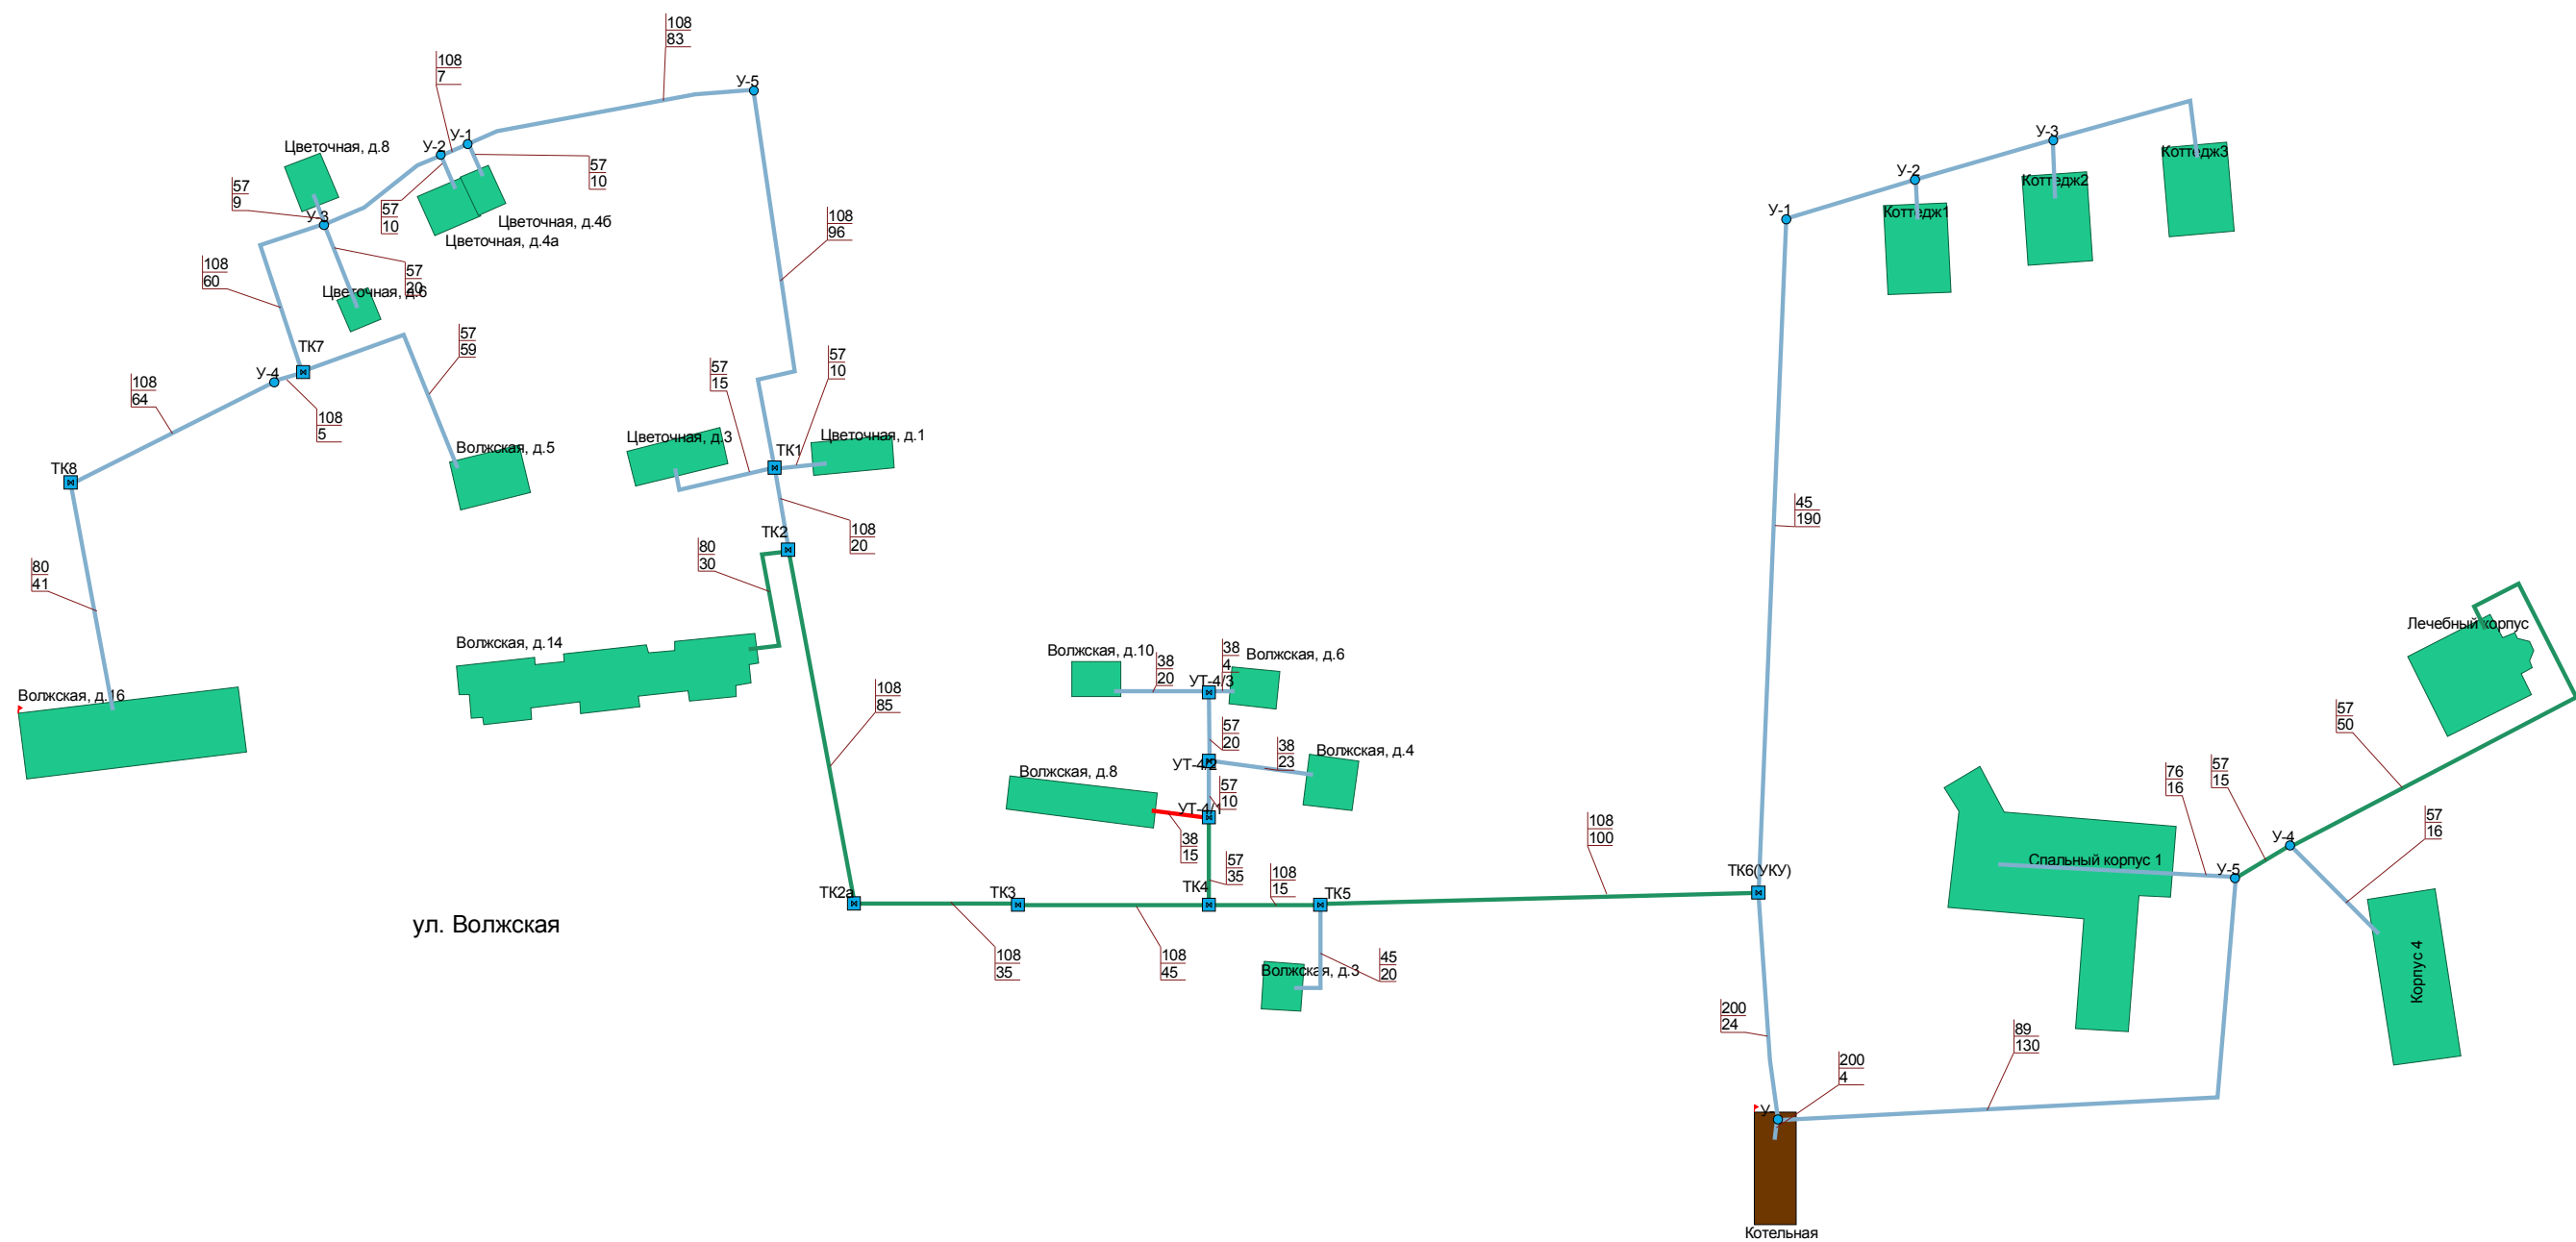 108
83
108
7
У-5
У-1
У-2
Цветочная, д.8
57
10
57
9
У-3
57
10
Цветочная, д.4б
Цветочная, д.4а
108
96
108
60
57
20
Цветочная, д.6
ТК7
57
59
У-4
108
64
108
5
57
15
57
10
Волжская, д.5
Цветочная, д.3
ТК1
Цветочная, д.1
ТК8
ТК2
108
20
80
30
80
41
Волжская, д.14
Волжская, д.16
108
85
ул. Волжская
Волжская, д.10
38
20
38
4
Волжская, д.6
УТ-4/3
57
20
38
23
Волжская, д.4
УТ-4/2
Волжская, д.8
57
10
УТ-4/1
38
15
57
35
ТК2а
ТК3
ТК4
108
15
ТК5
108
100
ТК6(УКУ)
108
35
108
45
Волжская, д.3
45
20
У-3
У-2
У-1
Коттедж3
Коттедж2
Коттедж1
45
190
Лечебный корпус
57
50
76
16
57
15
57
16
У-4
Спальный корпус 1
У-5
Корпус 4
200
24
89
130
200
4
У-
Котельная